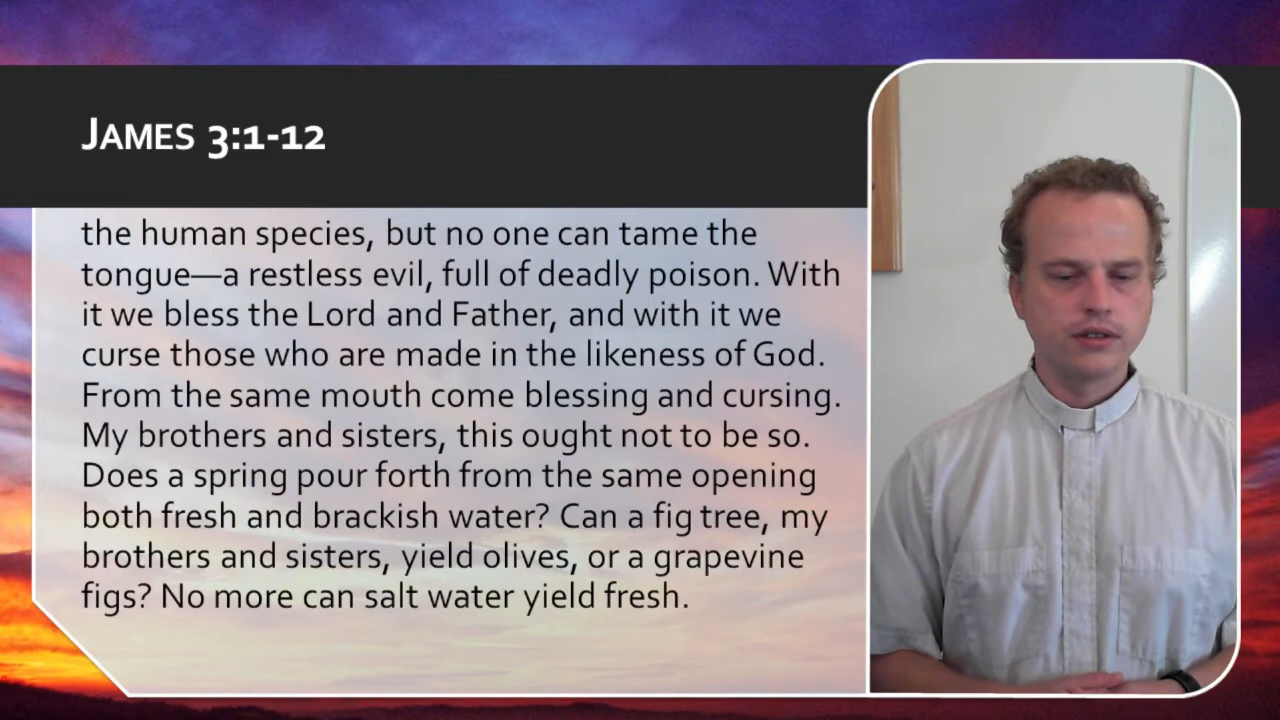 James 3:1-12
the human species, but no one can tame the
tongue—a restless evil, full of deadly poison. With
it we bless the Lord and Father, and with it we
curse those who are made in the likeness of God.
From the same mouth come blessing and cursing.
My brothers and sisters, this ought not to be so.
Does a spring pour forth from the same opening
both fresh and brackish water? Can a fig tree, my
brothers and sisters, yield olives, or a grapevine
figs? No more can salt water yield fresh.